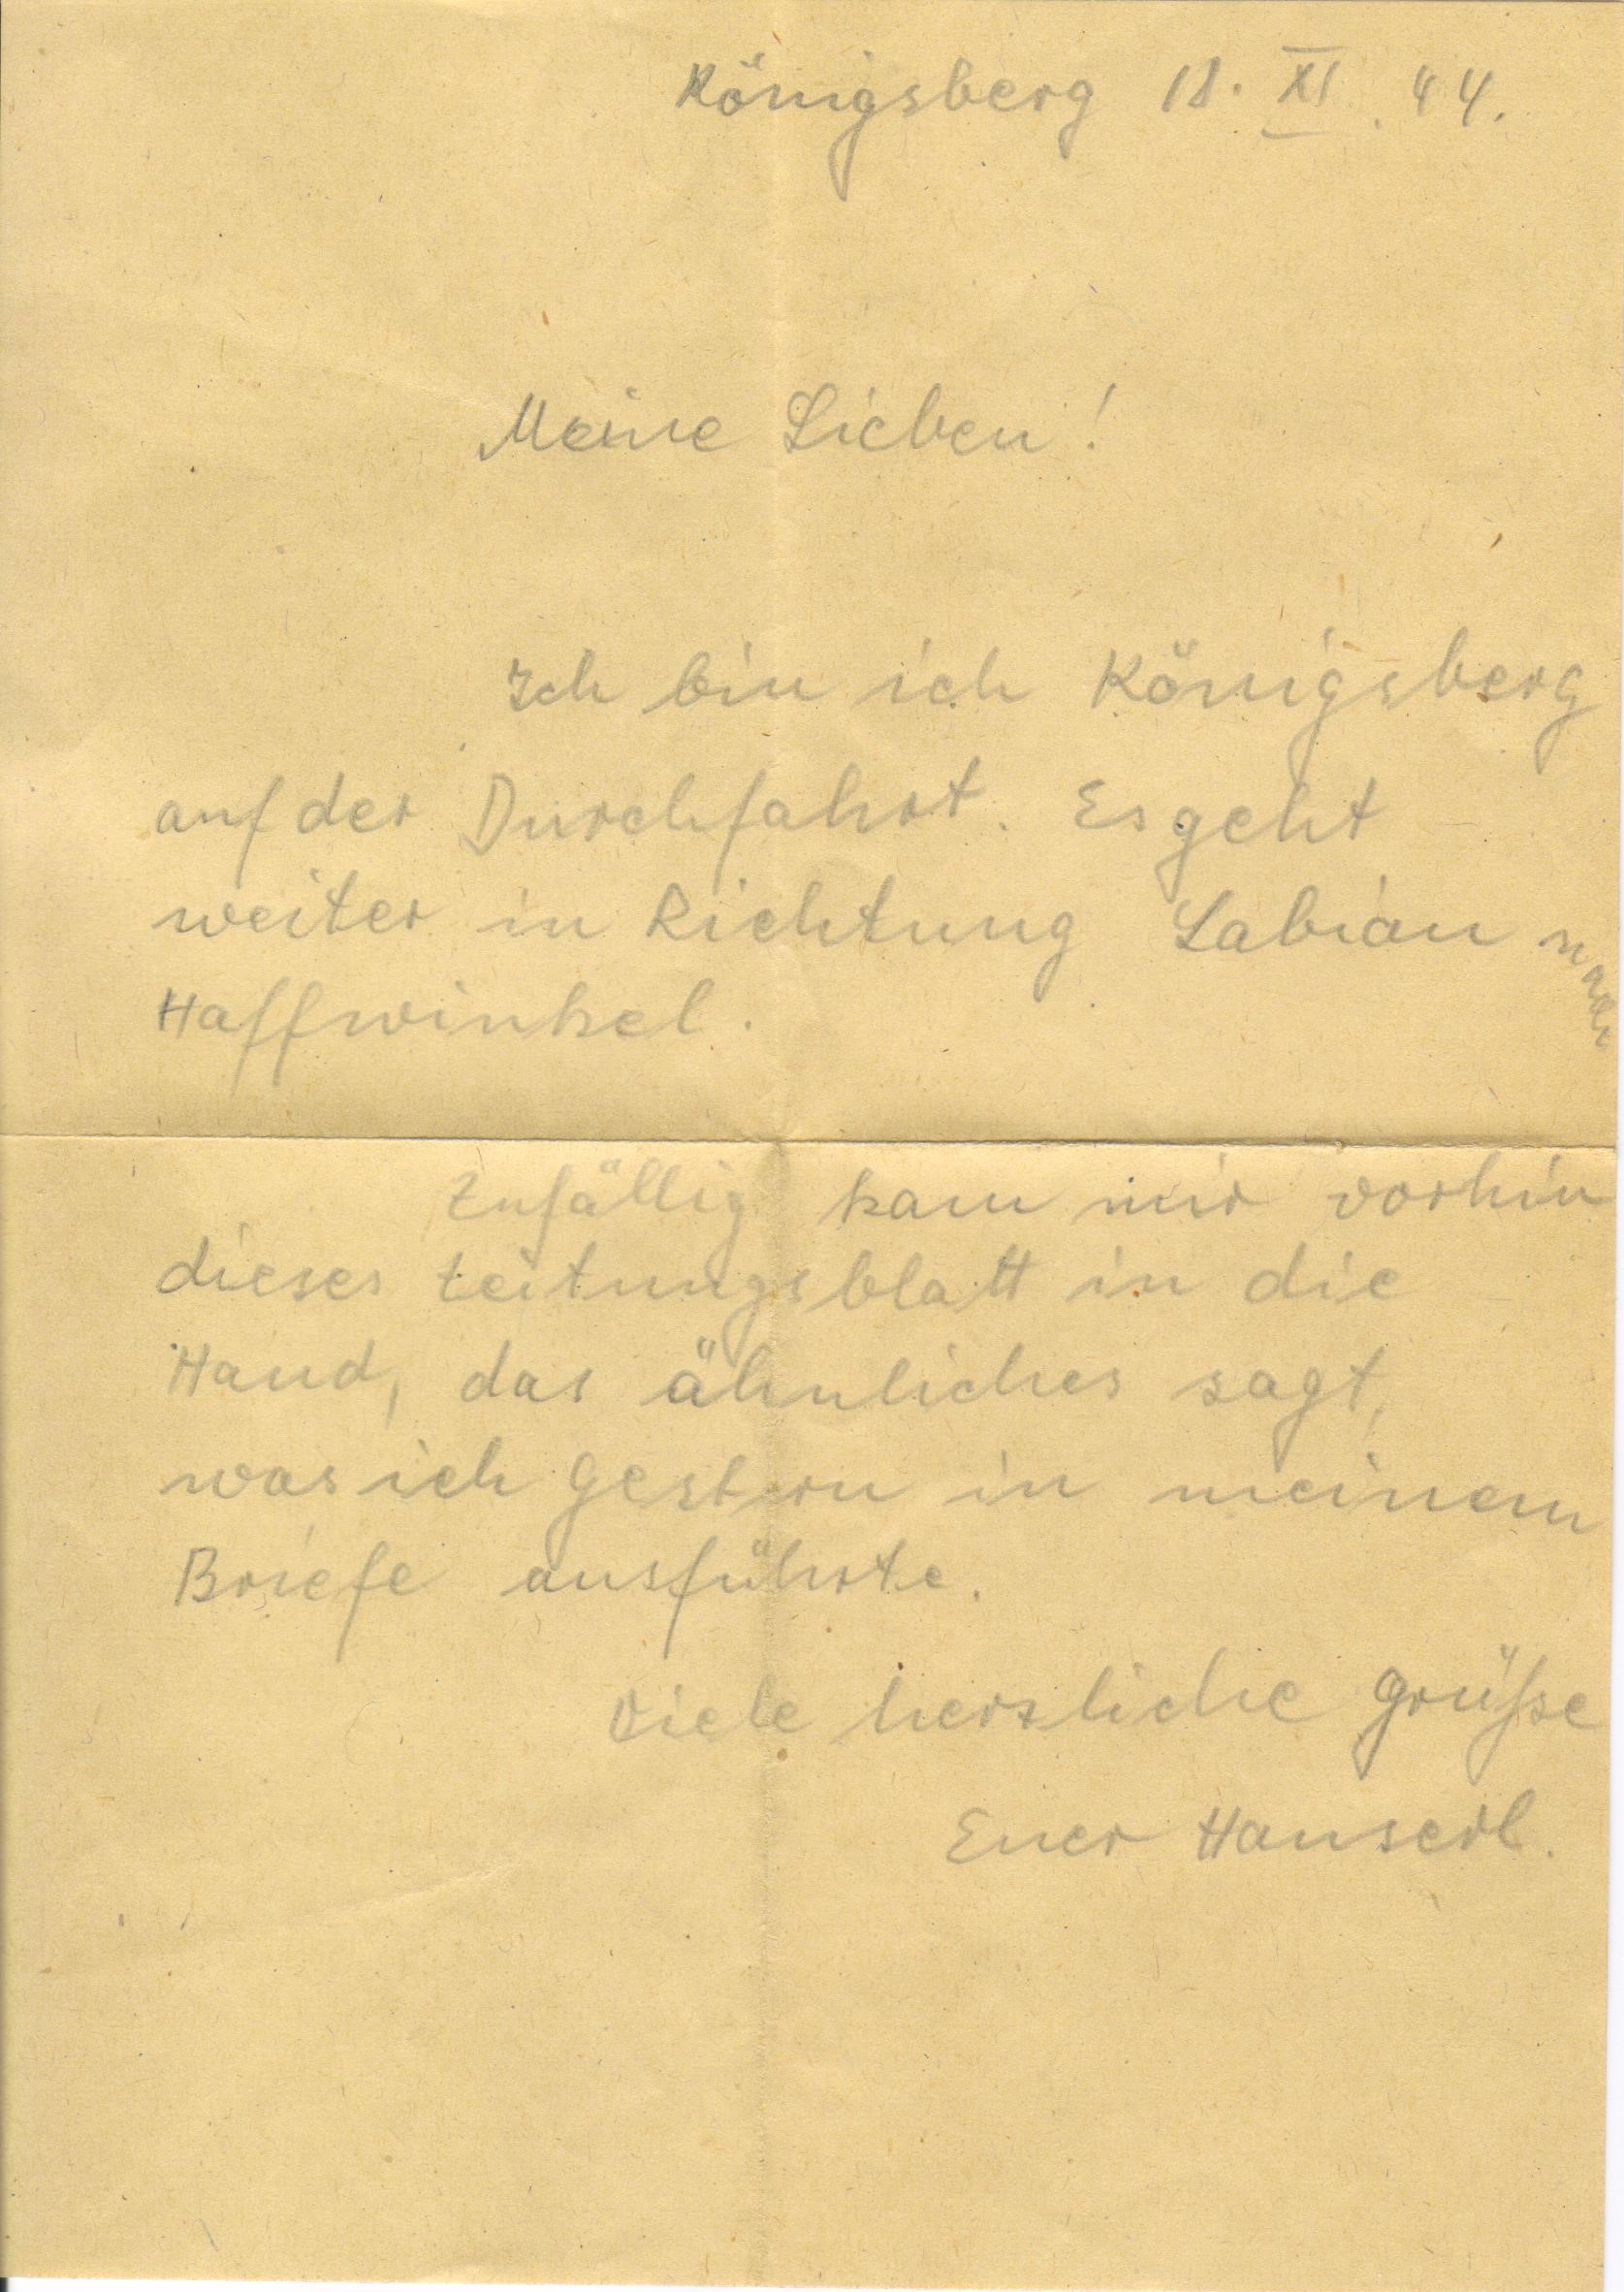 Königsberg 18. XI. 44.
Meine Lieben!
Ich bin ich Königsberg
auf der Durchfahrt. Es geht
weiter in Richtung Labiau nach
Haffwinkel.
Zufällig kam mir vorhin
dieses Zeitungsblatt in die
Hand, das ähnliches sagt,
was ich gestern in meinem
Briefe ausführte.
Viele herzliche Grüße
Euer Hanserl.